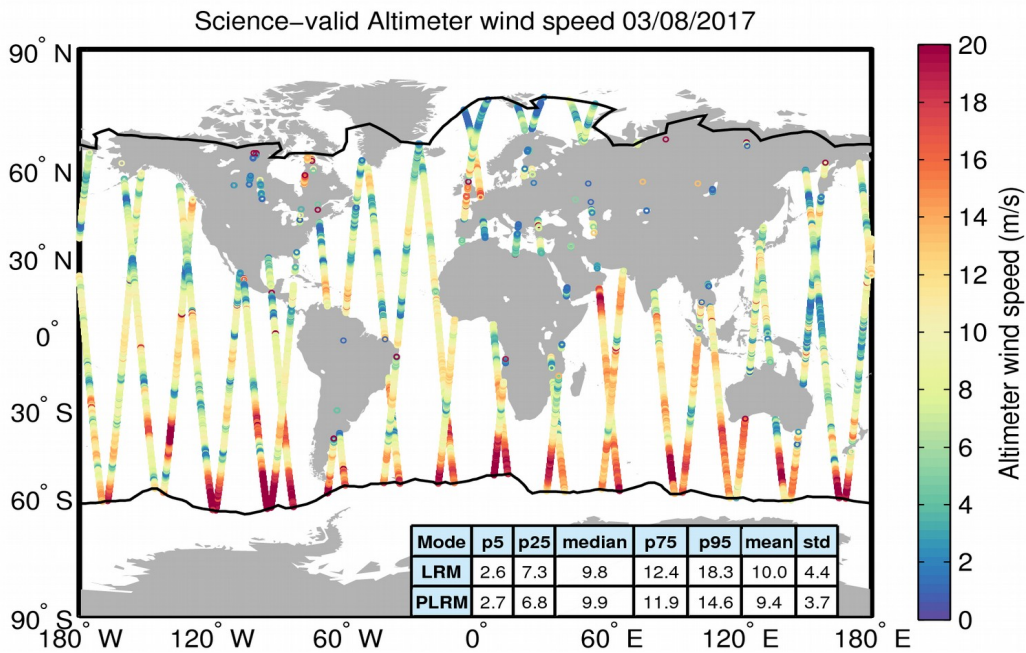 Science−valid Altimeter wind speed 03/08/2017
90° N
60° N
30° N
0°
30° S
60° S
90° S
180° W 120° W 60° W 0° 60° E 120° E 180° E
Mode p5 p25 median p75 p95 mean std
LRM 2.6 7.3 9.8 12.4 18.3 10.0 4.4
PLRM 2.7 6.8 9.9 11.9 14.6 9.4 3.7
20
18
16
14
12
10
8
6
4
2
0
Altimeter wind speed (m/s)